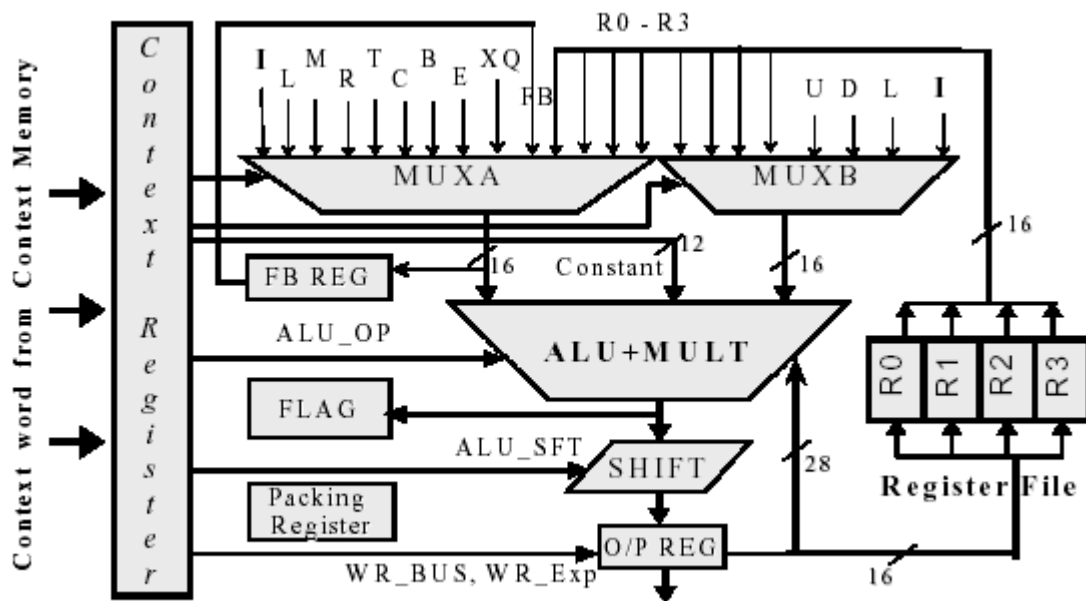 Context word from Context Memory
Context Register
R0 - R3
I L M R T C B E XQ FB
U D L I
MUXA
MUXB
16
12
16
16
Constant
FB REG
ALU_OP
ALU+MULT
R0 R1 R2 R3
FLAG
ALU_SFT
SHIFT
28
Register File
Packing
Register
O/P REG
WR_BUS, WR_Exp
16